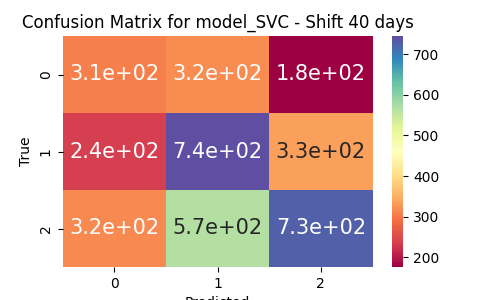 Confusion Matrix for model_SVC - Shift 40 days
0 3.1e+02 3.2e+02 1.8e+02
1 2.4e+02 7.4e+02 3.3e+02
2 3.2e+02 5.7e+02 7.3e+02
0 1 2
True
Predicted
700
600
500
400
300
200